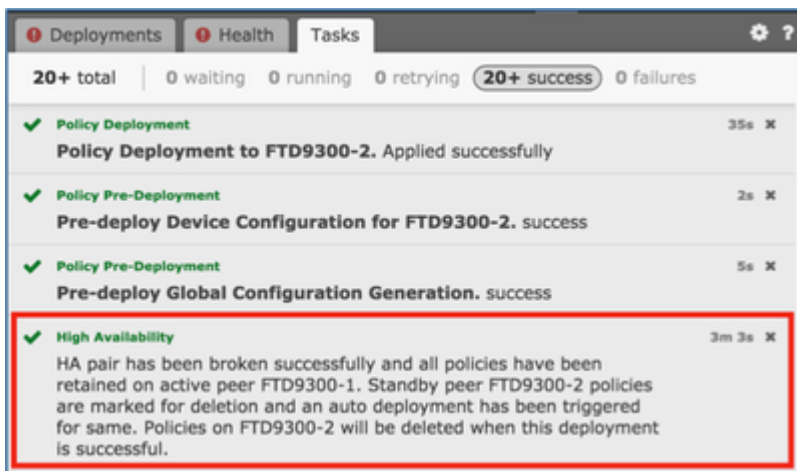 Deployments Health Tasks ?
20+ total 0 waiting 0 running 0 retrying 20+ success 0 failures
Policy Deployment 35s
Policy Deployment to FTD9300-2. Applied successfully
Policy Pre-Deployment 2s
Pre-deploy Device Configuration for FTD9300-2. success
Policy Pre-Deployment 5s
Pre-deploy Global Configuration Generation. success
High Availability 3m 3s
HA pair has been broken successfully and all policies have been
retained on active peer FTD9300-1. Standby peer FTD9300-2 policies
are marked for deletion and an auto deployment has been triggered
for same. Policies on FTD9300-2 will be deleted when this deployment
is successful.